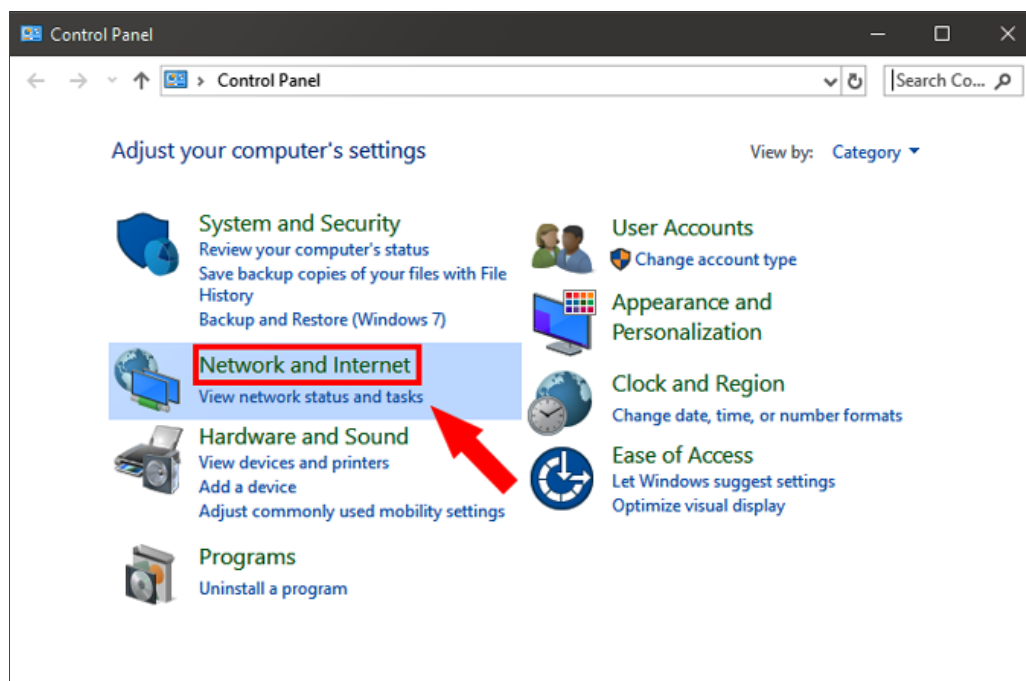 Control Panel
Control Panel
Search Co...
Adjust your computer's settings
View by: Category
System and Security
Review your computer's status
Save backup copies of your files with File
History
Backup and Restore (Windows 7)
Network and Internet
View network status and tasks
Hardware and Sound
View devices and printers
Add a device
Adjust commonly used mobility settings
Programs
Uninstall a program
User Accounts
Change account type
Appearance and
Personalization
Clock and Region
Change date, time, or number formats
Ease of Access
Let Windows suggest settings
Optimize visual display